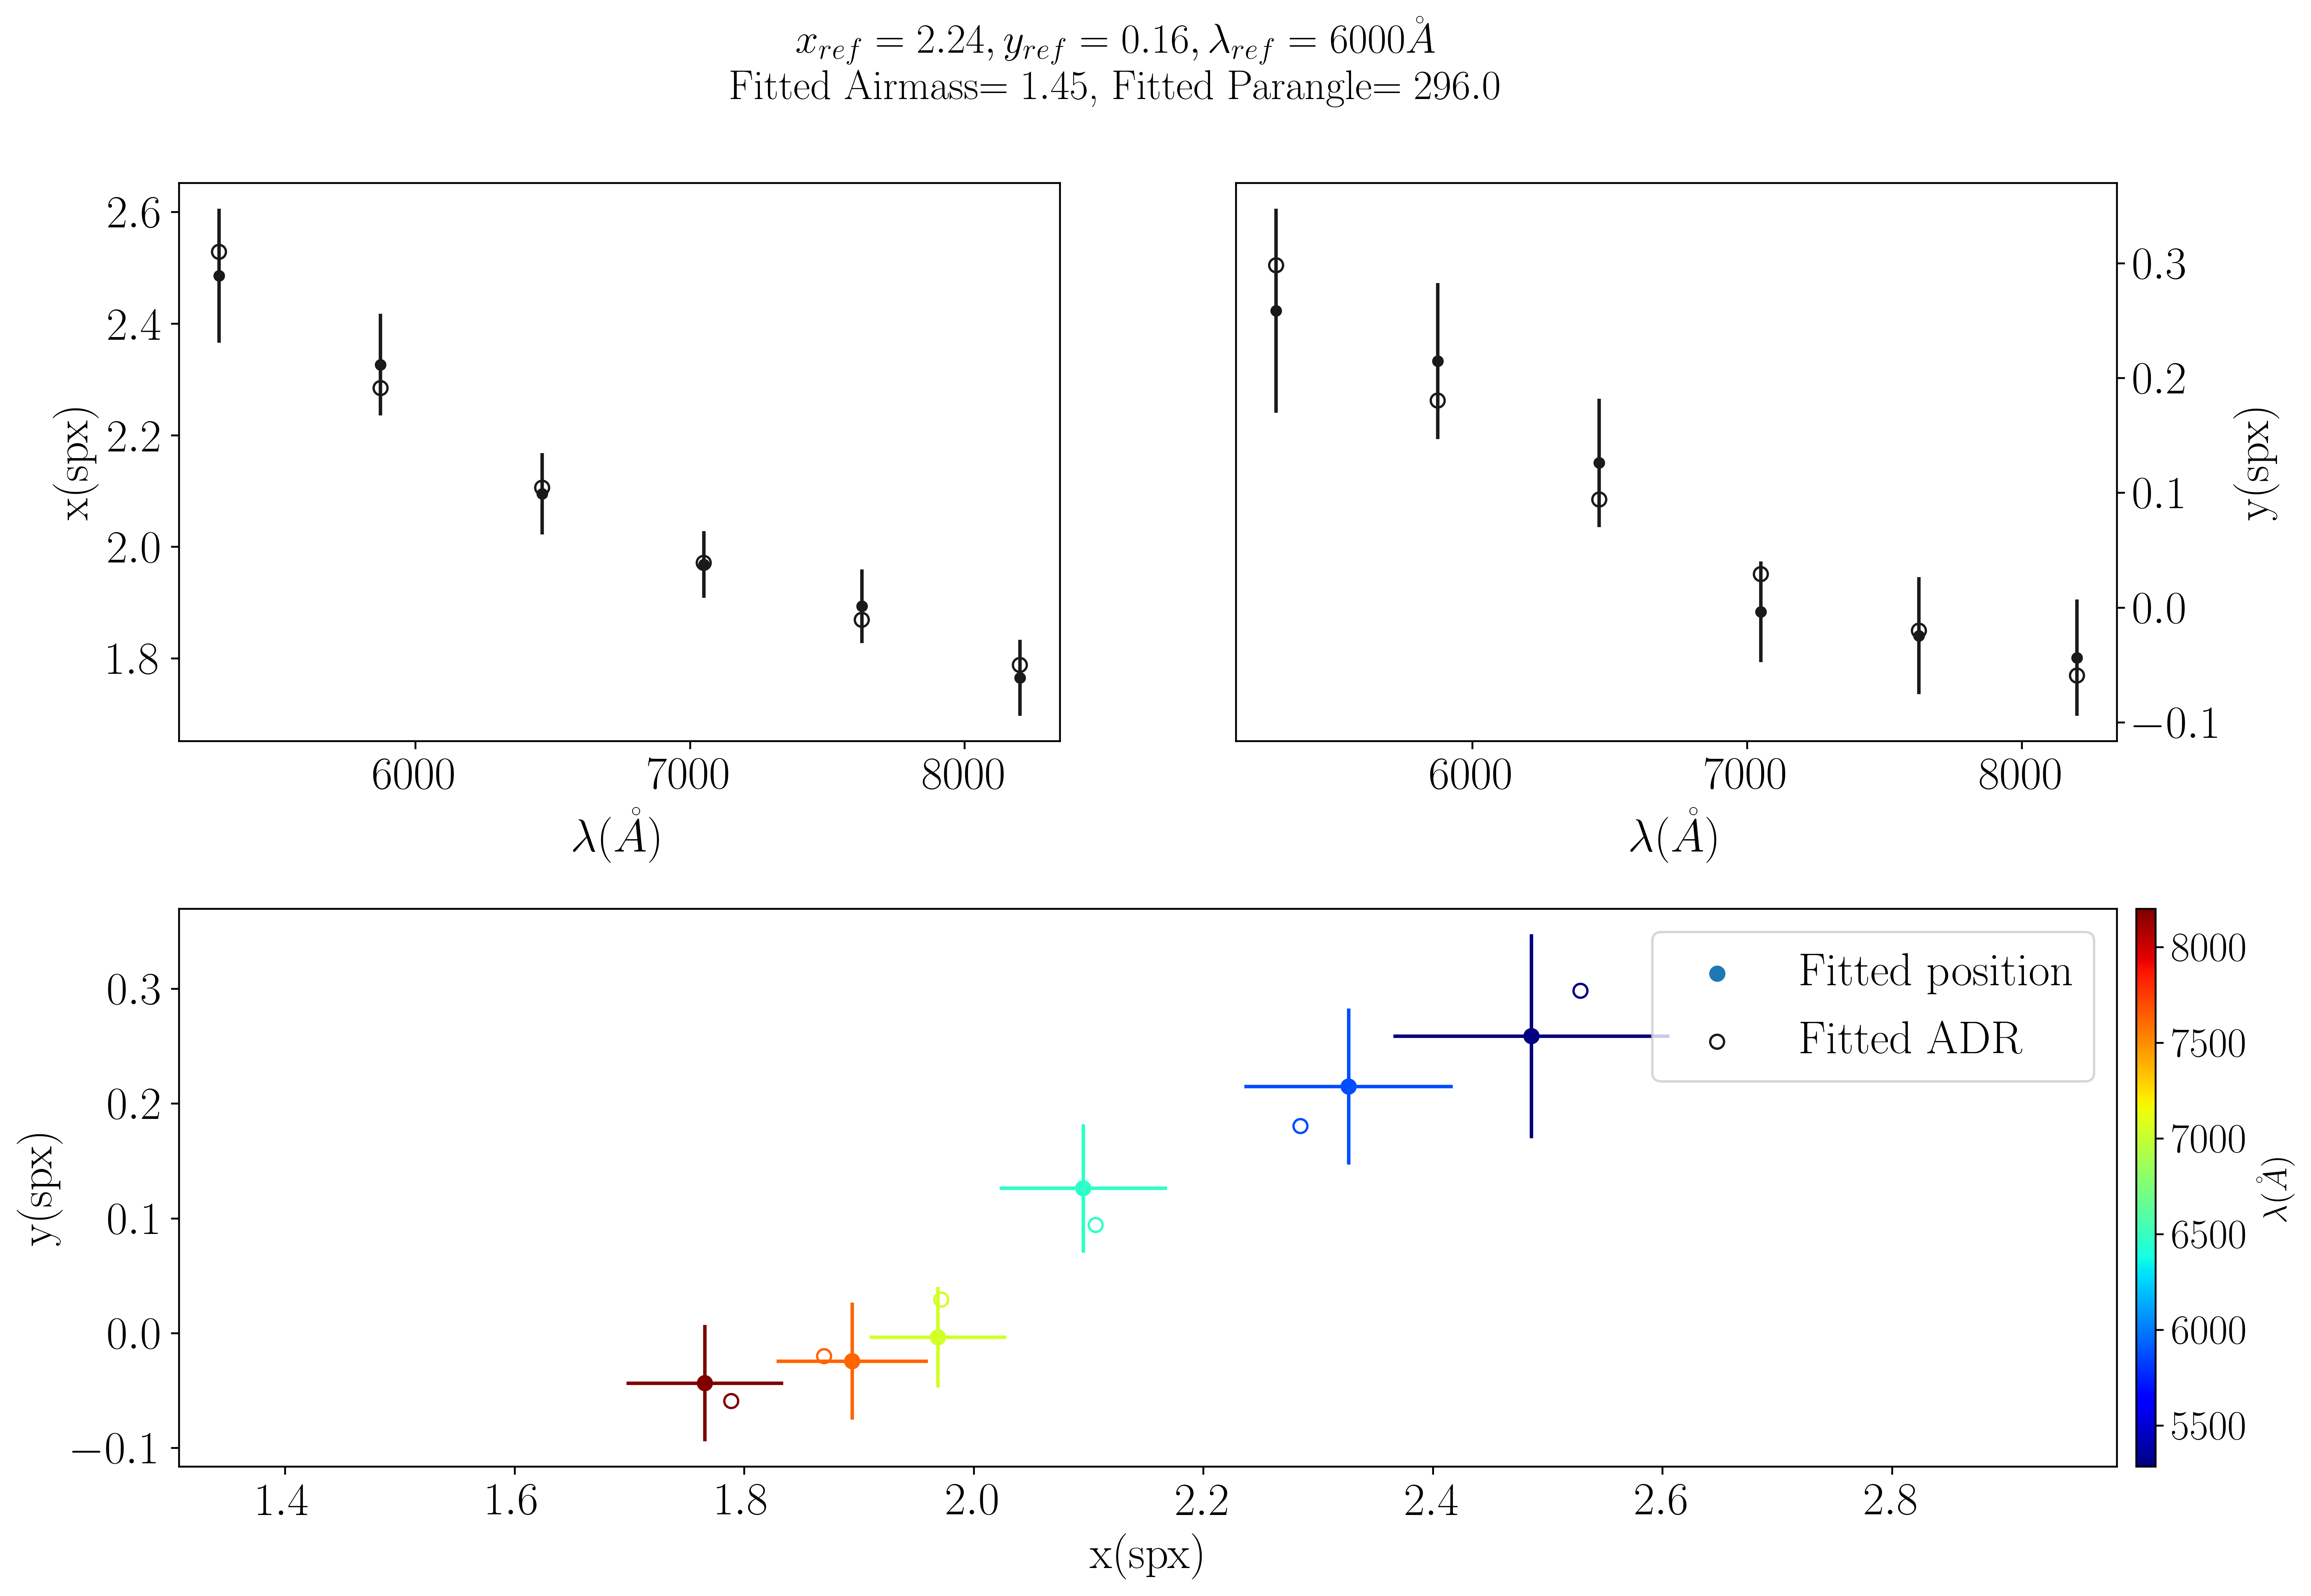 x_ref = 2.24, y_ref = 0.16, λ_ref = 6000Å
Fitted Airmass= 1.45, Fitted Parangle= 296.0
x(spx)
2.6
2.4
2.2
2.0
1.8
6000 7000 8000
λ(Å)
0.3
0.2
0.1
0.0
−0.1
y(spx)
6000 7000 8000
λ(Å)
y(spx)
0.3
0.2
0.1
0.0
−0.1
1.4 1.6 1.8 2.0 2.2 2.4 2.6 2.8
x(spx)
Fitted position
Fitted ADR
8000
7500
7000
6500
6000
5500
λ(Å)